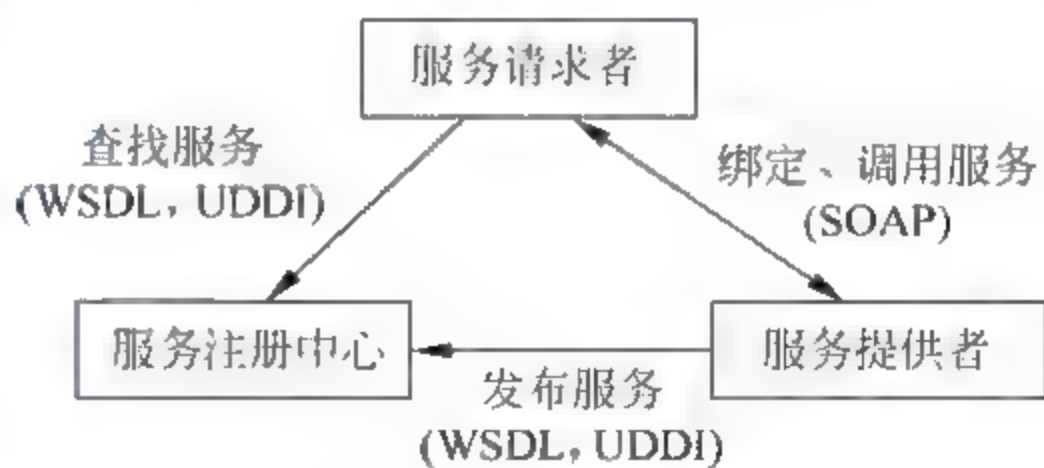 服务请求者
查找服务
(WSDL, UDDI)
绑定、调用服务
(SOAP)
服务注册中心
服务提供者
发布服务
(WSDL, UDDI)